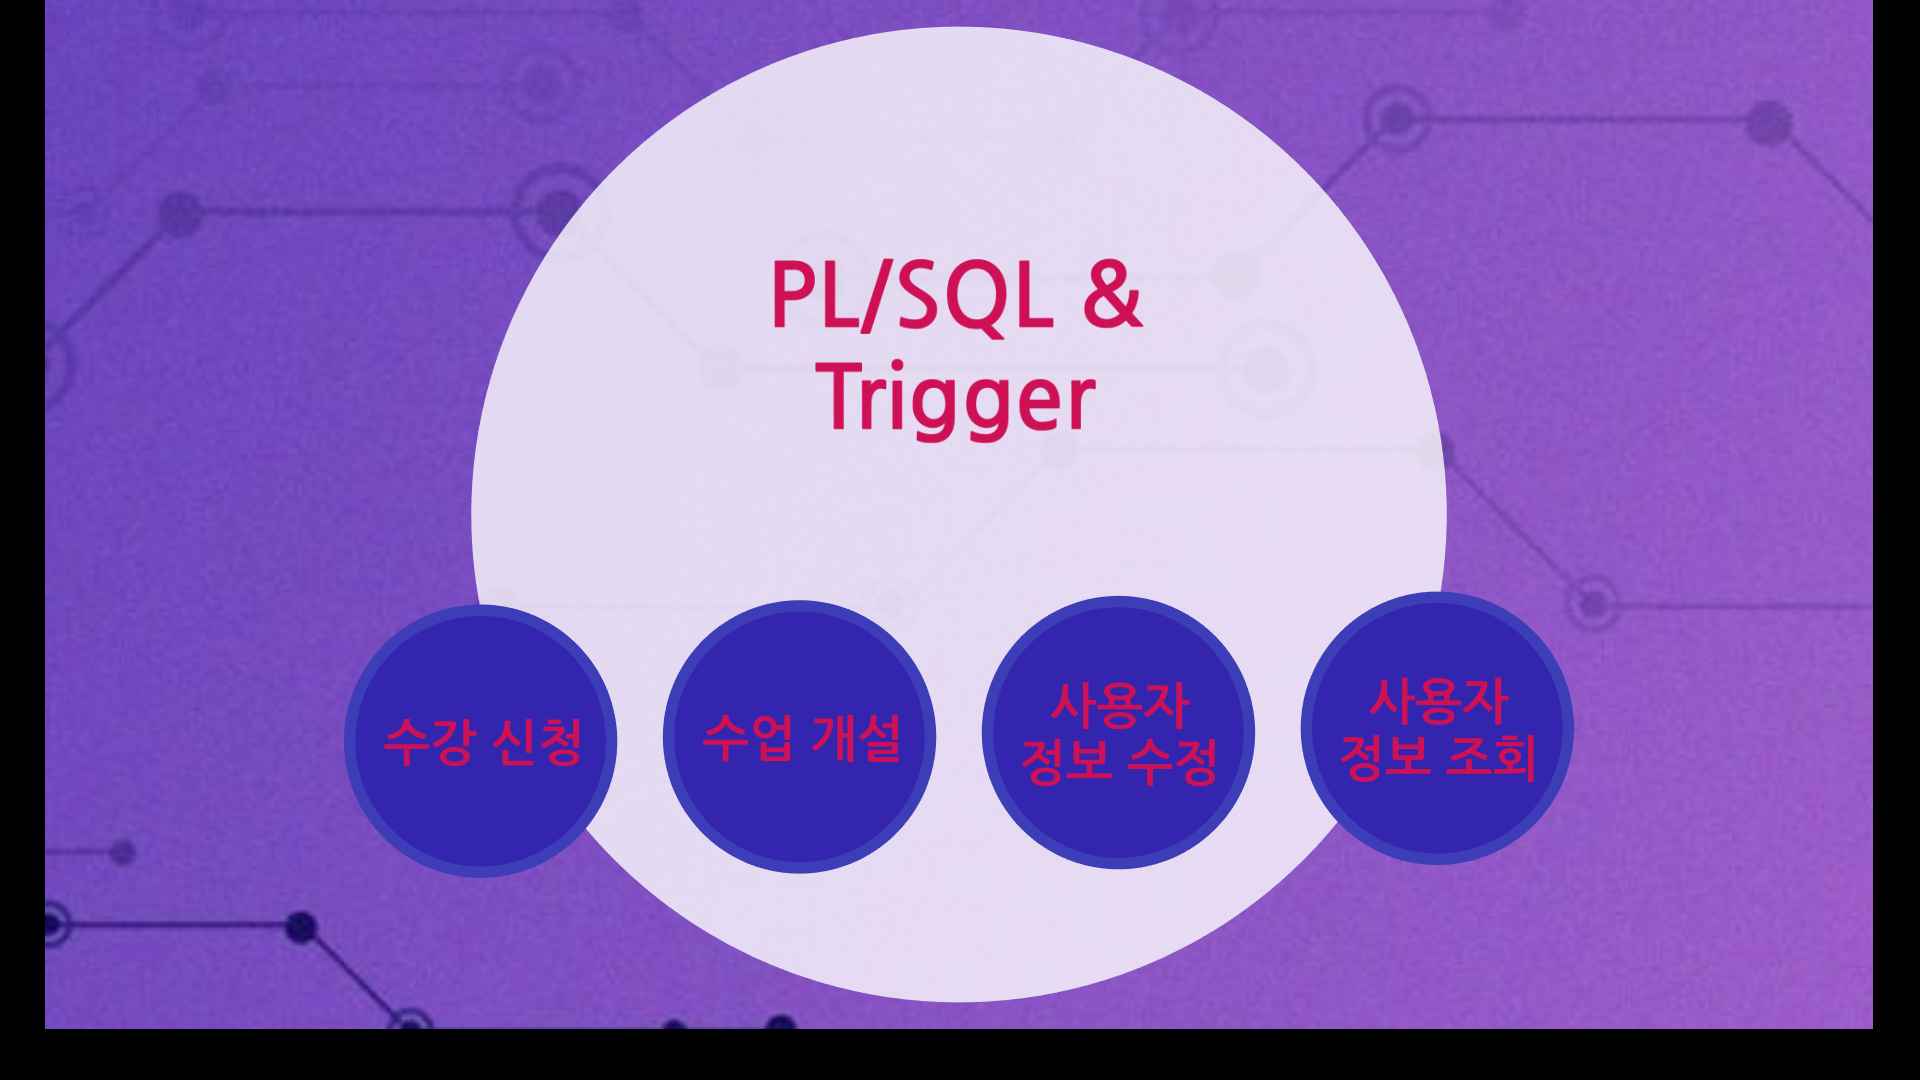 PL/SQL &
Trigger
수강 신청
수업 개설
사용자
정보 수정
사용자
정보 조회